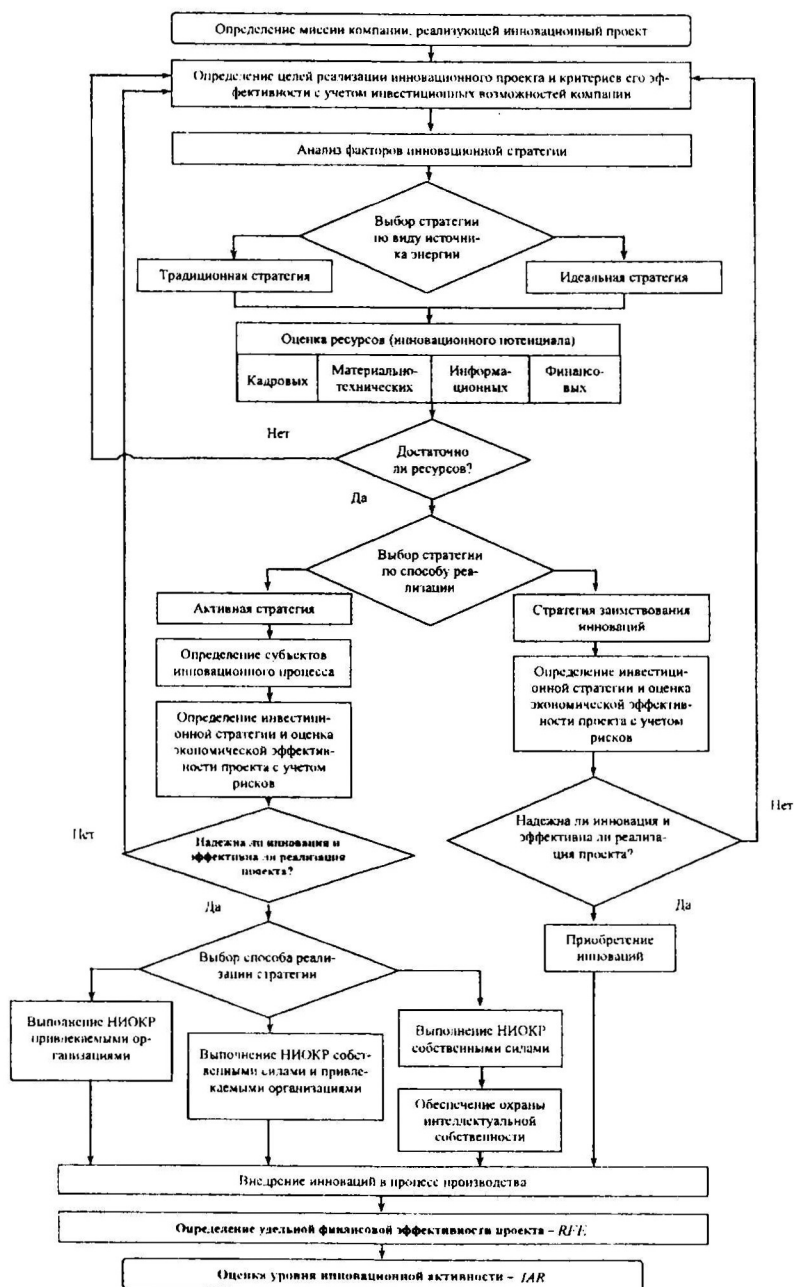 Определение миссии компании, реализующей инновационный проект
Определение целей реализации инновационного проекта и критериев его эф-
фективности с учетом инвестиционных возможностей компании
Анализ факторов инновационной стратегии
Выбор стратегии
по виду источни-
ка энергии
Традиционная стратегия
Идеальная стратегия
Оценка ресурсов (инновационного потенциала)
Кадровых
Материально-
технических
Информа-
ционных
Финансо-
вых
Нет
Достаточно
ли ресурсов?
Да
Выбор стратегии
по способу реа-
лизации
Активная стратегия
Стратегия заимствования
инноваций
Определение субъектов
инновационного процесса
Определение инвестици-
онной стратегии и оценка
экономической эффектив-
ности проекта с учетом
рисков
Определение инвестици-
онной стратегии и оценка
экономической эффектив-
ности проекта с учетом
рисков
Нет
Надежна ли инновация и
эффективна ли реализация
проекта?
Надежна ли инновация и
эффективна ли реализа-
ция проекта?
Нет
Да
Да
Выбор способа реали-
зации стратегии
Приобретение
инноваций
Выполнение НИОКР
привлекаемыми ор-
ганизациями
Выполнение НИОКР собст-
венными силами и привле-
каемыми организациями
Выполнение НИОКР
собственными силами
Обеспечение охраны
интеллектуальной
собственности
Внедрение инноваций в процесс производства
Определение удельной финансовой эффективности проекта – RFE
Оценка уровня инновационной активности – IAR